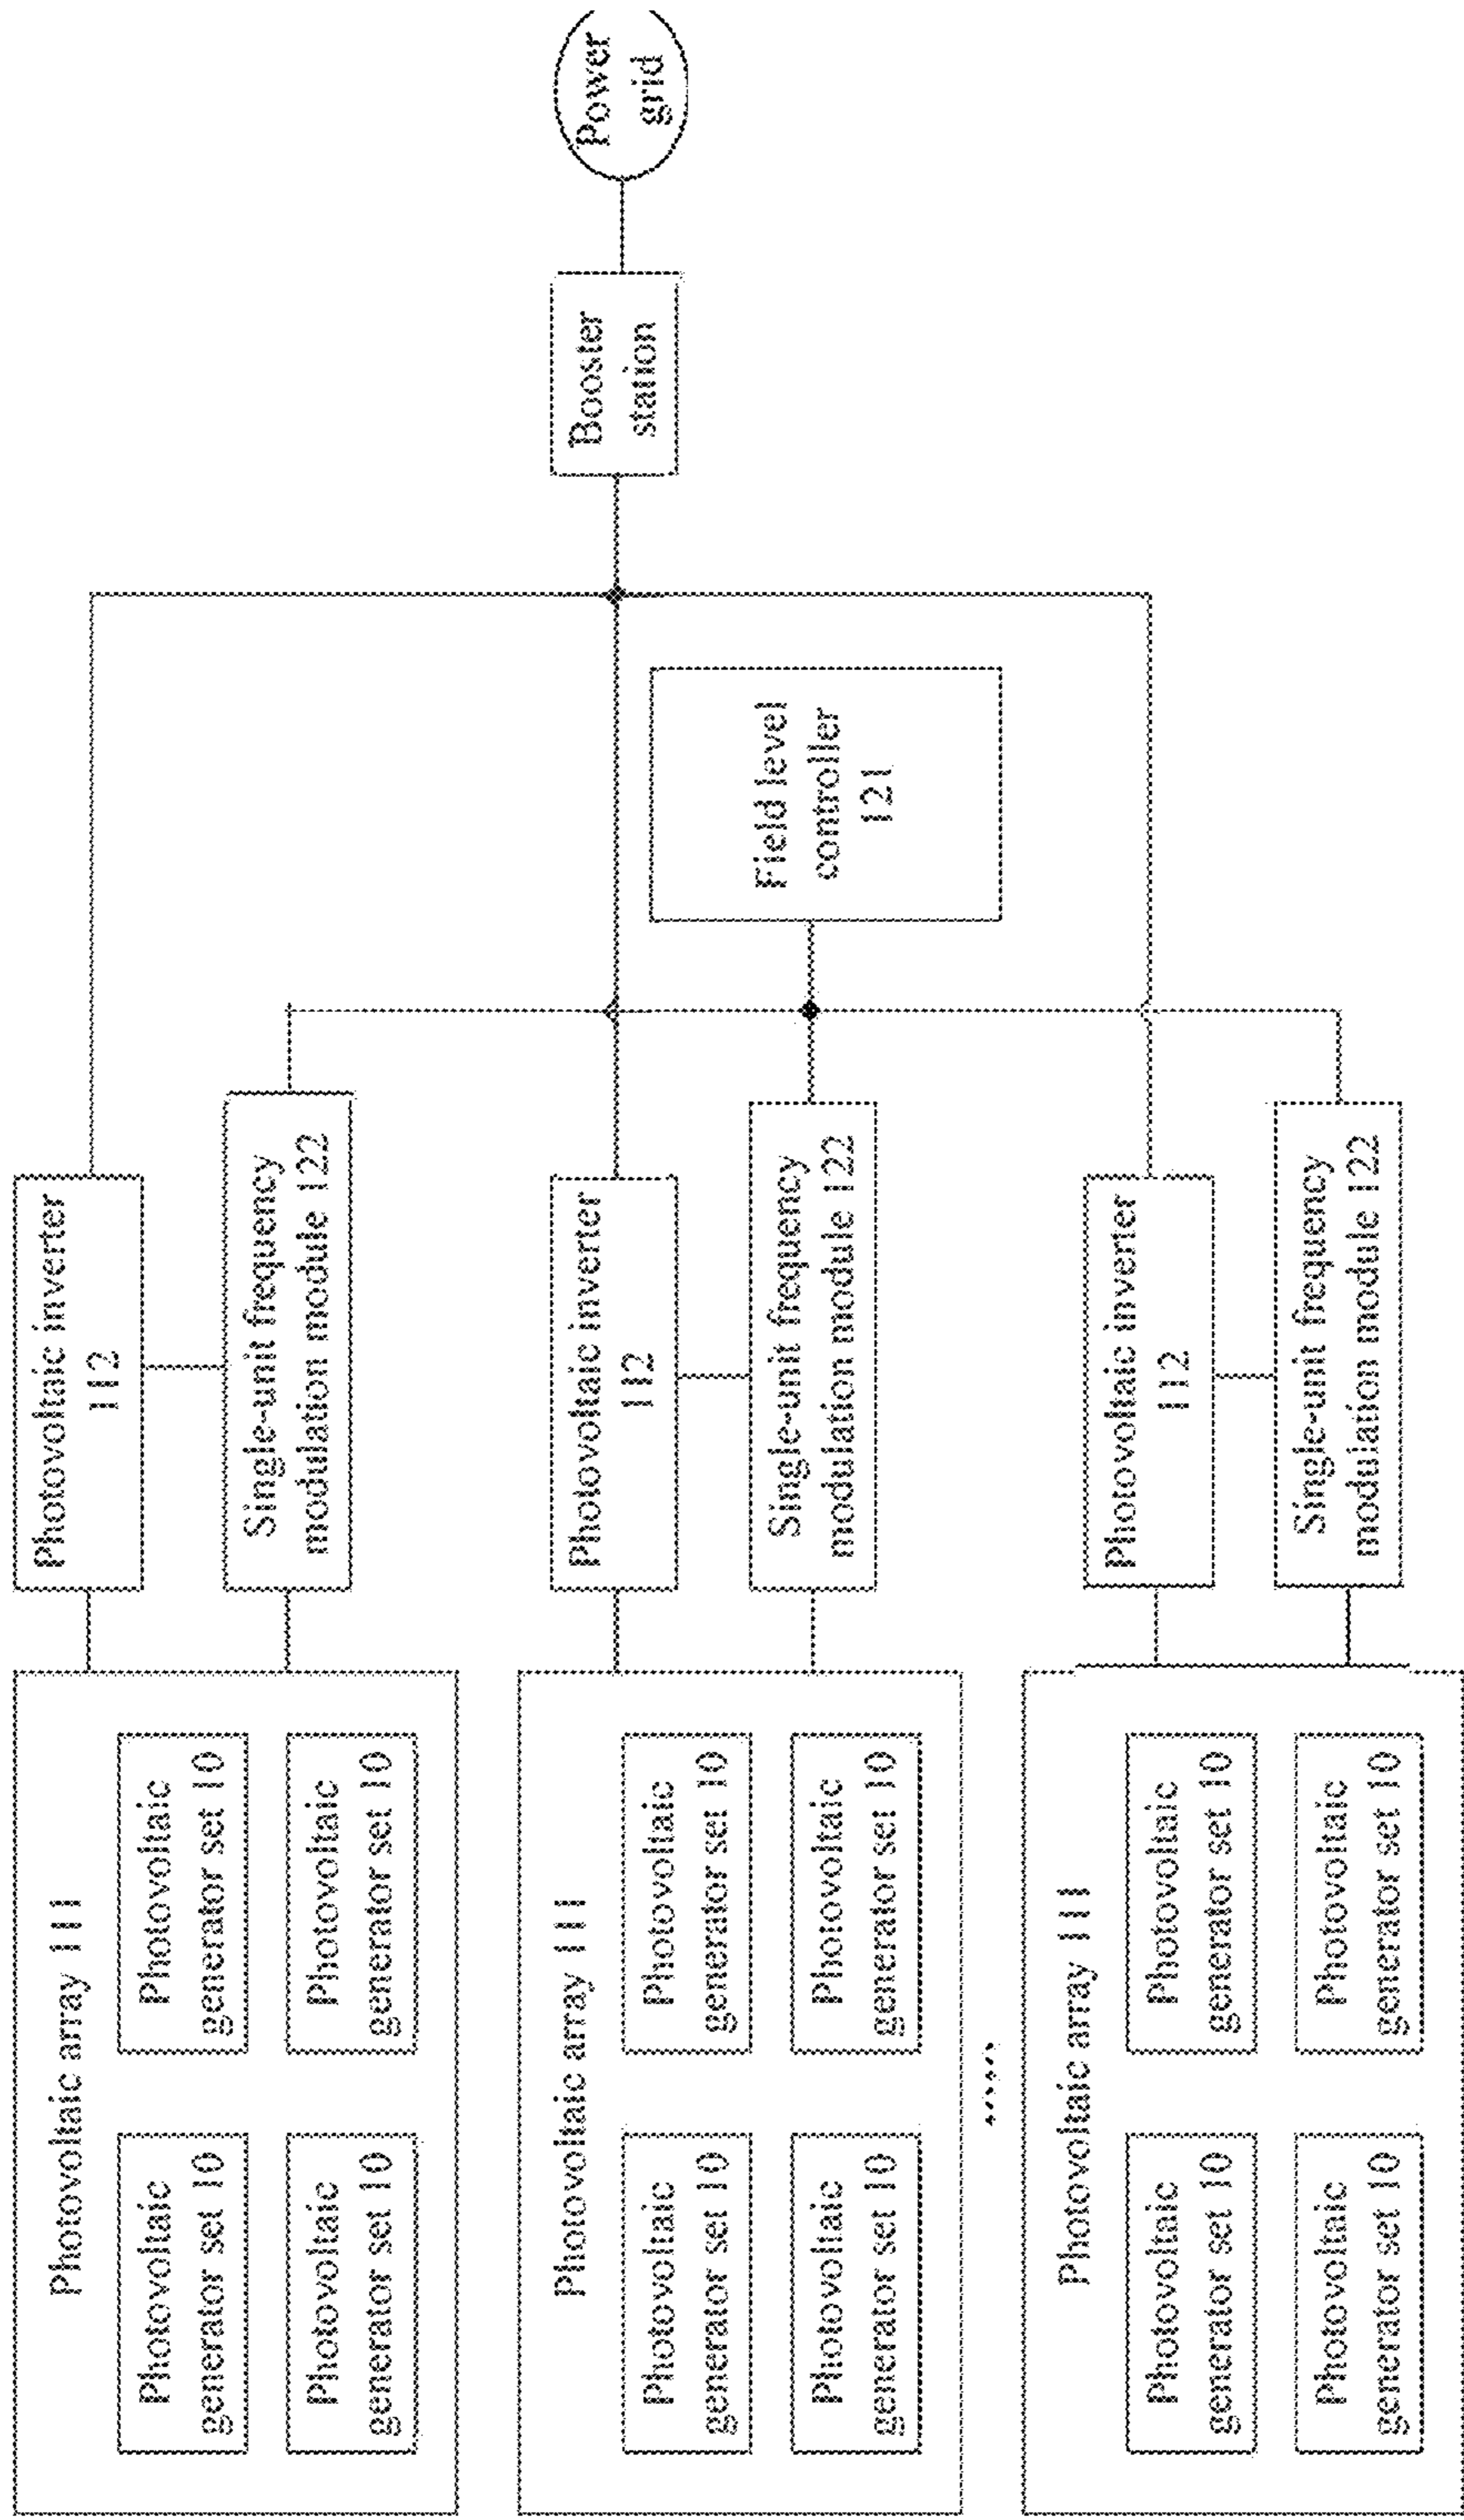 Photovoltaic array 111
Photovoltaic
generator set 10
Photovoltaic
generator set 10
Photovoltaic
generator set 10
Photovoltaic
generator set 10
Photovoltaic inverter
112
Single-unit frequency
modulation module 122
Photovoltaic array 111
Photovoltaic
generator set 10
Photovoltaic
generator set 10
Photovoltaic
generator set 10
Photovoltaic
generator set 10
Photovoltaic inverter
112
Single-unit frequency
modulation module 122
.....
Photovoltaic array 111
Photovoltaic
generator set 10
Photovoltaic
generator set 10
Photovoltaic
generator set 10
Photovoltaic
generator set 10
Photovoltaic inverter
112
Single-unit frequency
modulation module 122
Field level
controller
121
Booster
station
Power
grid